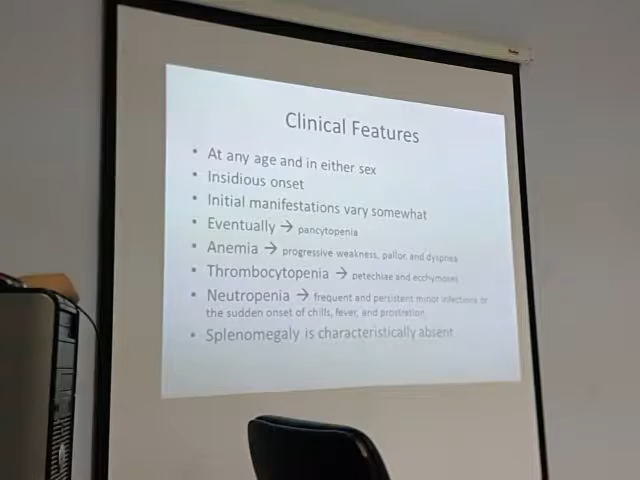 Clinical Features
• At any age and in either sex
• Insidious onset
• Initial manifestations vary somewhat
• Eventually → pancytopenia
• Anemia → progressive weakness, pallor, and dyspnea
• Thrombocytopenia → petechiae and ecchymoses
• Neutropenia → frequent and persistent minor infections or
the sudden onset of chills, fever, and prostration
• Splenomegaly is characteristically absent